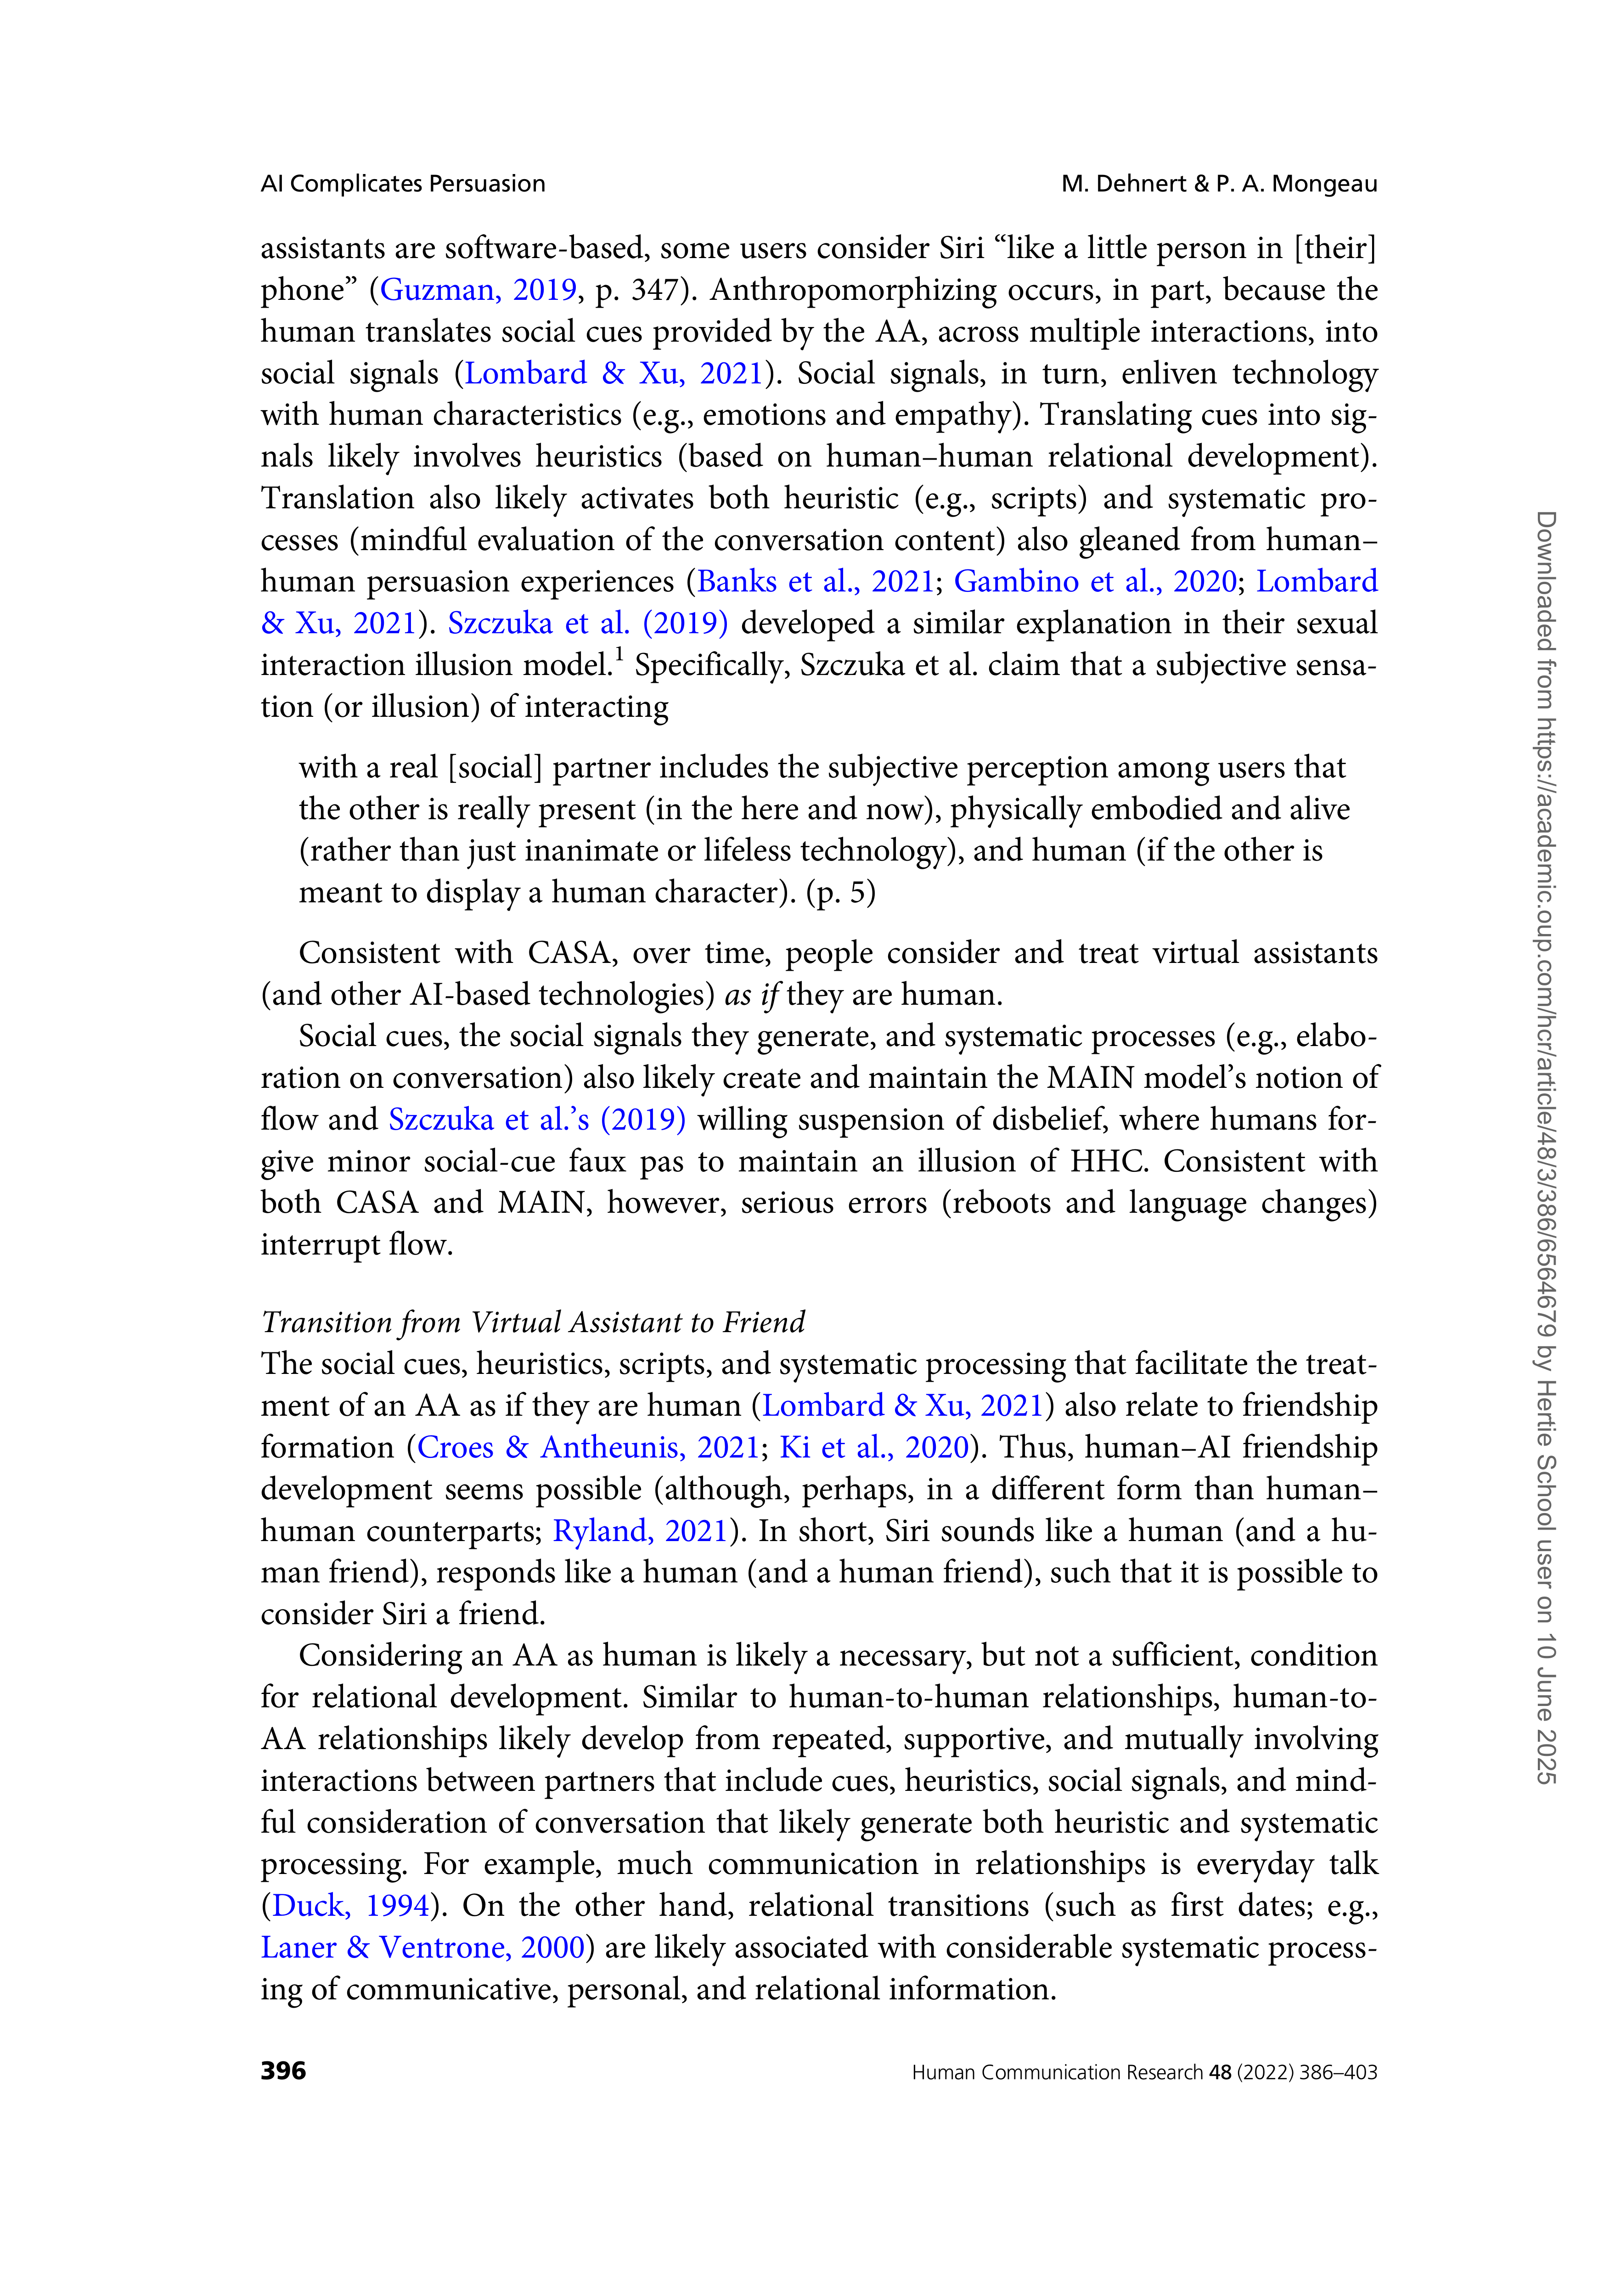 AI Complicates Persuasion
M. Dehnert & P. A. Mongeau
assistants are software-based, some users consider Siri “like a little person in [their]
phone” (Guzman, 2019, p. 347). Anthropomorphizing occurs, in part, because the
human translates social cues provided by the AA, across multiple interactions, into
social signals (Lombard & Xu, 2021). Social signals, in turn, enliven technology
with human characteristics (e.g., emotions and empathy). Translating cues into sig-
nals likely involves heuristics (based on human–human relational development).
Translation also likely activates both heuristic (e.g., scripts) and systematic pro-
cesses (mindful evaluation of the conversation content) also gleaned from human–
human persuasion experiences (Banks et al., 2021; Gambino et al., 2020; Lombard
& Xu, 2021). Szczuka et al. (2019) developed a similar explanation in their sexual
interaction illusion model.¹ Specifically, Szczuka et al. claim that a subjective sensa-
tion (or illusion) of interacting
with a real [social] partner includes the subjective perception among users that
the other is really present (in the here and now), physically embodied and alive
(rather than just inanimate or lifeless technology), and human (if the other is
meant to display a human character). (p. 5)
Consistent with CASA, over time, people consider and treat virtual assistants
(and other AI-based technologies) as if they are human.
Social cues, the social signals they generate, and systematic processes (e.g., elabo-
ration on conversation) also likely create and maintain the MAIN model’s notion of
flow and Szczuka et al.’s (2019) willing suspension of disbelief, where humans for-
give minor social-cue faux pas to maintain an illusion of HHC. Consistent with
both CASA and MAIN, however, serious errors (reboots and language changes)
interrupt flow.
Transition from Virtual Assistant to Friend
The social cues, heuristics, scripts, and systematic processing that facilitate the treat-
ment of an AA as if they are human (Lombard & Xu, 2021) also relate to friendship
formation (Croes & Antheunis, 2021; Ki et al., 2020). Thus, human–AI friendship
development seems possible (although, perhaps, in a different form than human–
human counterparts; Ryland, 2021). In short, Siri sounds like a human (and a hu-
man friend), responds like a human (and a human friend), such that it is possible to
consider Siri a friend.
Considering an AA as human is likely a necessary, but not a sufficient, condition
for relational development. Similar to human-to-human relationships, human-to-
AA relationships likely develop from repeated, supportive, and mutually involving
interactions between partners that include cues, heuristics, social signals, and mind-
ful consideration of conversation that likely generate both heuristic and systematic
processing. For example, much communication in relationships is everyday talk
(Duck, 1994). On the other hand, relational transitions (such as first dates; e.g.,
Laner & Ventrone, 2000) are likely associated with considerable systematic process-
ing of communicative, personal, and relational information.
396
Human Communication Research 48 (2022) 386–403
Downloaded from https://academic.oup.com/hcr/article/48/3/386/6564679 by Hertie School user on 10 June 2025